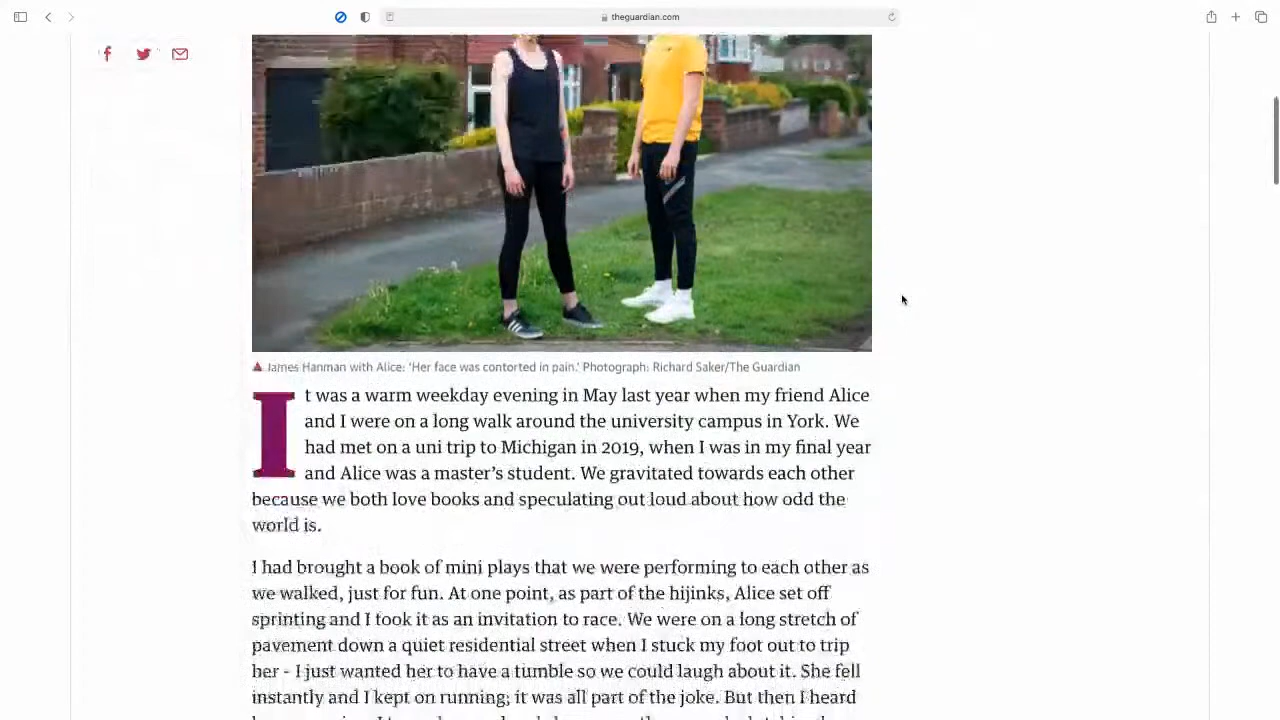 theguardian.com
James Hanman with Alice: 'Her face was contorted in pain.' Photograph: Richard Saker/The Guardian
It was a warm weekday evening in May last year when my friend Alice
and I were on a long walk around the university campus in York. We
had met on a uni trip to Michigan in 2019, when I was in my final year
and Alice was a master's student. We gravitated towards each other
because we both love books and speculating out loud about how odd the
world is.
I had brought a book of mini plays that we were performing to each other as
we walked, just for fun. At one point, as part of the hijinks, Alice set off
sprinting and I took it as an invitation to race. We were on a long stretch of
pavement down a quiet residential street when I stuck my foot out to trip
her – I just wanted her to have a tumble so we could laugh about it. She fell
instantly and I kept on running; it was all part of the joke. But then I heard